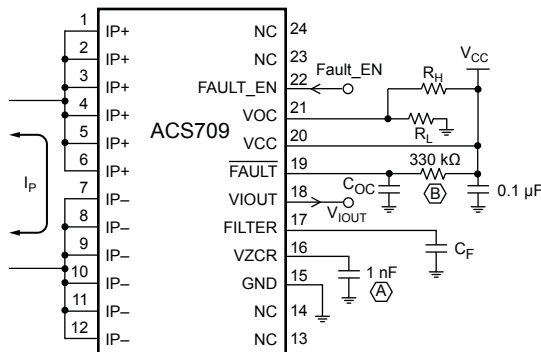 1 IP+ NC 24
2 IP+ NC 23
3 IP+ FAULT_EN 22 Fault_EN
4 IP+ VOC 21
5 IP+ VCC 20
6 IP+ FAULT 19
7 IP– VIOUT 18
8 IP– FILTER 17
9 IP– VZCR 16
10 IP– GND 15
11 IP– NC 14
12 IP– NC 13
ACS709
IP
VCC
RH
RL
330 kΩ
B
COC
0.1 µF
VIOUT
CF
1 nF
A